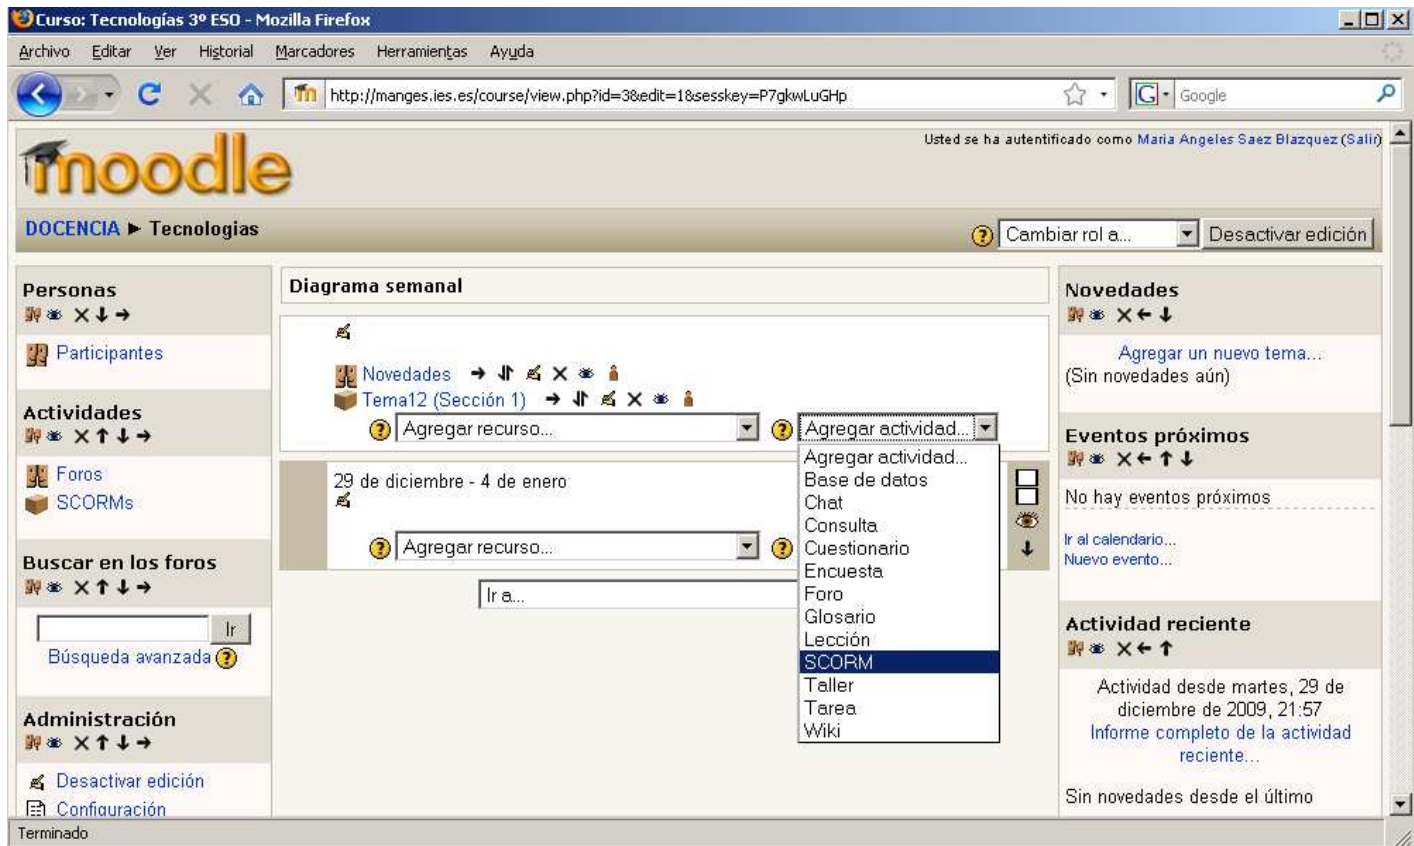 Curso: Tecnologías 3º ESO - Mozilla Firefox
Archivo Editar Ver Historial Marcadores Herramientas Ayuda
http://manges.ies.es/course/view.php?id=3&edit=1&sesskey=P7gkwLuGHp
Google
moodle
Usted se ha autentificado como Maria Angeles Saez Blazquez (Salir)
DOCENCIA ► Tecnologias
Cambiar rol a...
Desactivar edición
Personas
Participantes
Actividades
Foros
SCORMs
Buscar en los foros
Ir
Búsqueda avanzada
Administración
Desactivar edición
Configuración
Diagrama semanal
Novedades
Tema12 (Sección 1)
Agregar recurso...
Agregar actividad...
Agregar actividad...
Base de datos
Chat
Consulta
Cuestionario
Encuesta
Foro
Glosario
Lección
SCORM
Taller
Tarea
Wiki
29 de diciembre - 4 de enero
Agregar recurso...
Ir a...
Novedades
Agregar un nuevo tema...
(Sin novedades aún)
Eventos próximos
No hay eventos próximos
Ir al calendario...
Nuevo evento...
Actividad reciente
Actividad desde martes, 29 de
diciembre de 2009, 21:57
Informe completo de la actividad
reciente...
Sin novedades desde el último
Terminado